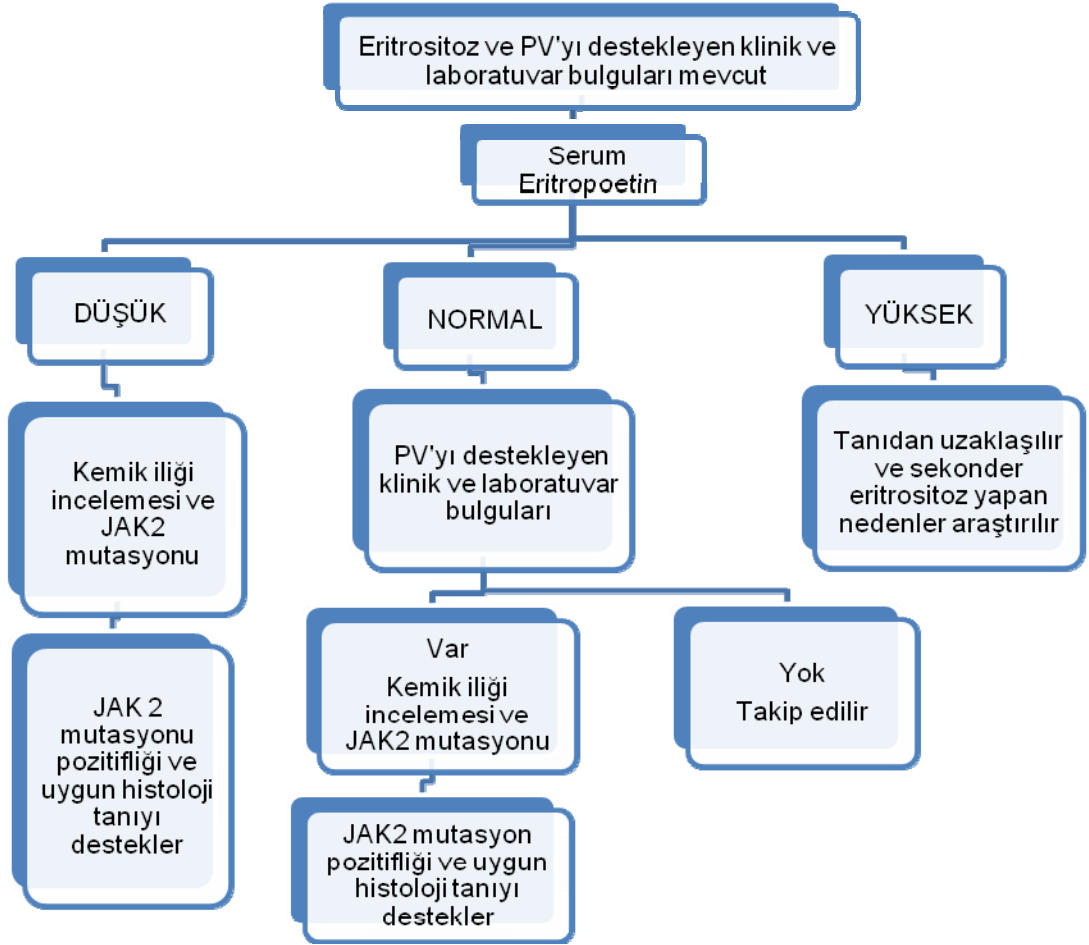 Eritrositoz ve PV'yı destekleyen klinik ve
laboratuvar bulguları mevcut
Serum
Eritropoetin
DÜŞÜK
NORMAL
YÜKSEK
Kemik iliği
incelemesi ve
JAK2
mutasyonu
PV'yı destekleyen
klinik ve laboratuvar
bulguları
Tanıdan uzaklaşılır
ve sekonder
eritrositoz yapan
nedenler araştırılır
JAK 2
mutasyonu
pozitifliği ve
uygun histoloji
tanıyı
destekler
Var
Kemik iliği
incelemesi ve
JAK2 mutasyonu
Yok
Takip edilir
JAK2 mutasyon
pozitifliği ve uygun
histoloji tanıyı
destekler